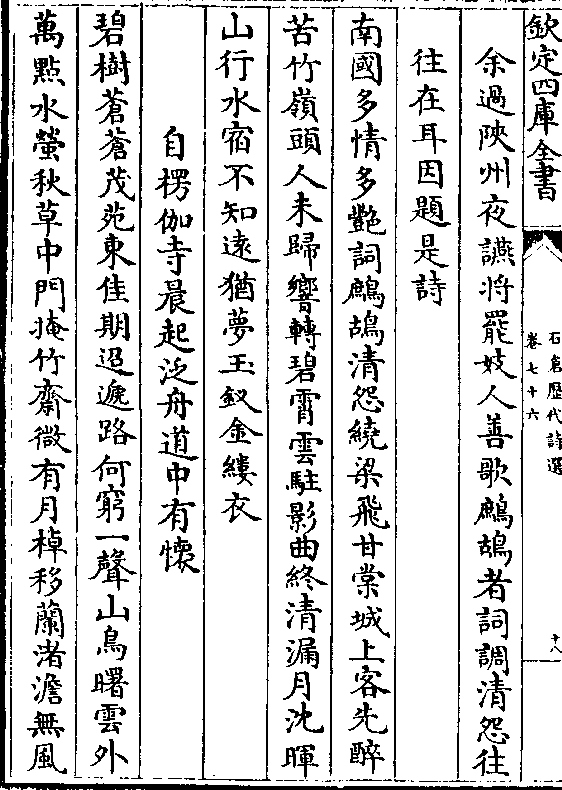 欽定四庫全書
石倉歴代詩選
卷七十六
十八
余過陜州夜讌將罷妓人善歌鷓鴣者詞調清怨往
往在耳因題是詩
南國多情多艷詞鷓鴣清怨繞梁飛甘棠城上客先醉
苦竹嶺頭人未歸響轉碧霄雲駐影曲終清漏月沈暉
山行水宿不知逺猶夢玉釵金縷衣
自楞伽寺晨起泛舟道中有懷
碧樹蒼蒼茂苑東佳期迢遞路何窮一聲山鳥曙雲外
萬㸃水螢秋草中門掩竹齋微有月棹移蘭渚澹無風